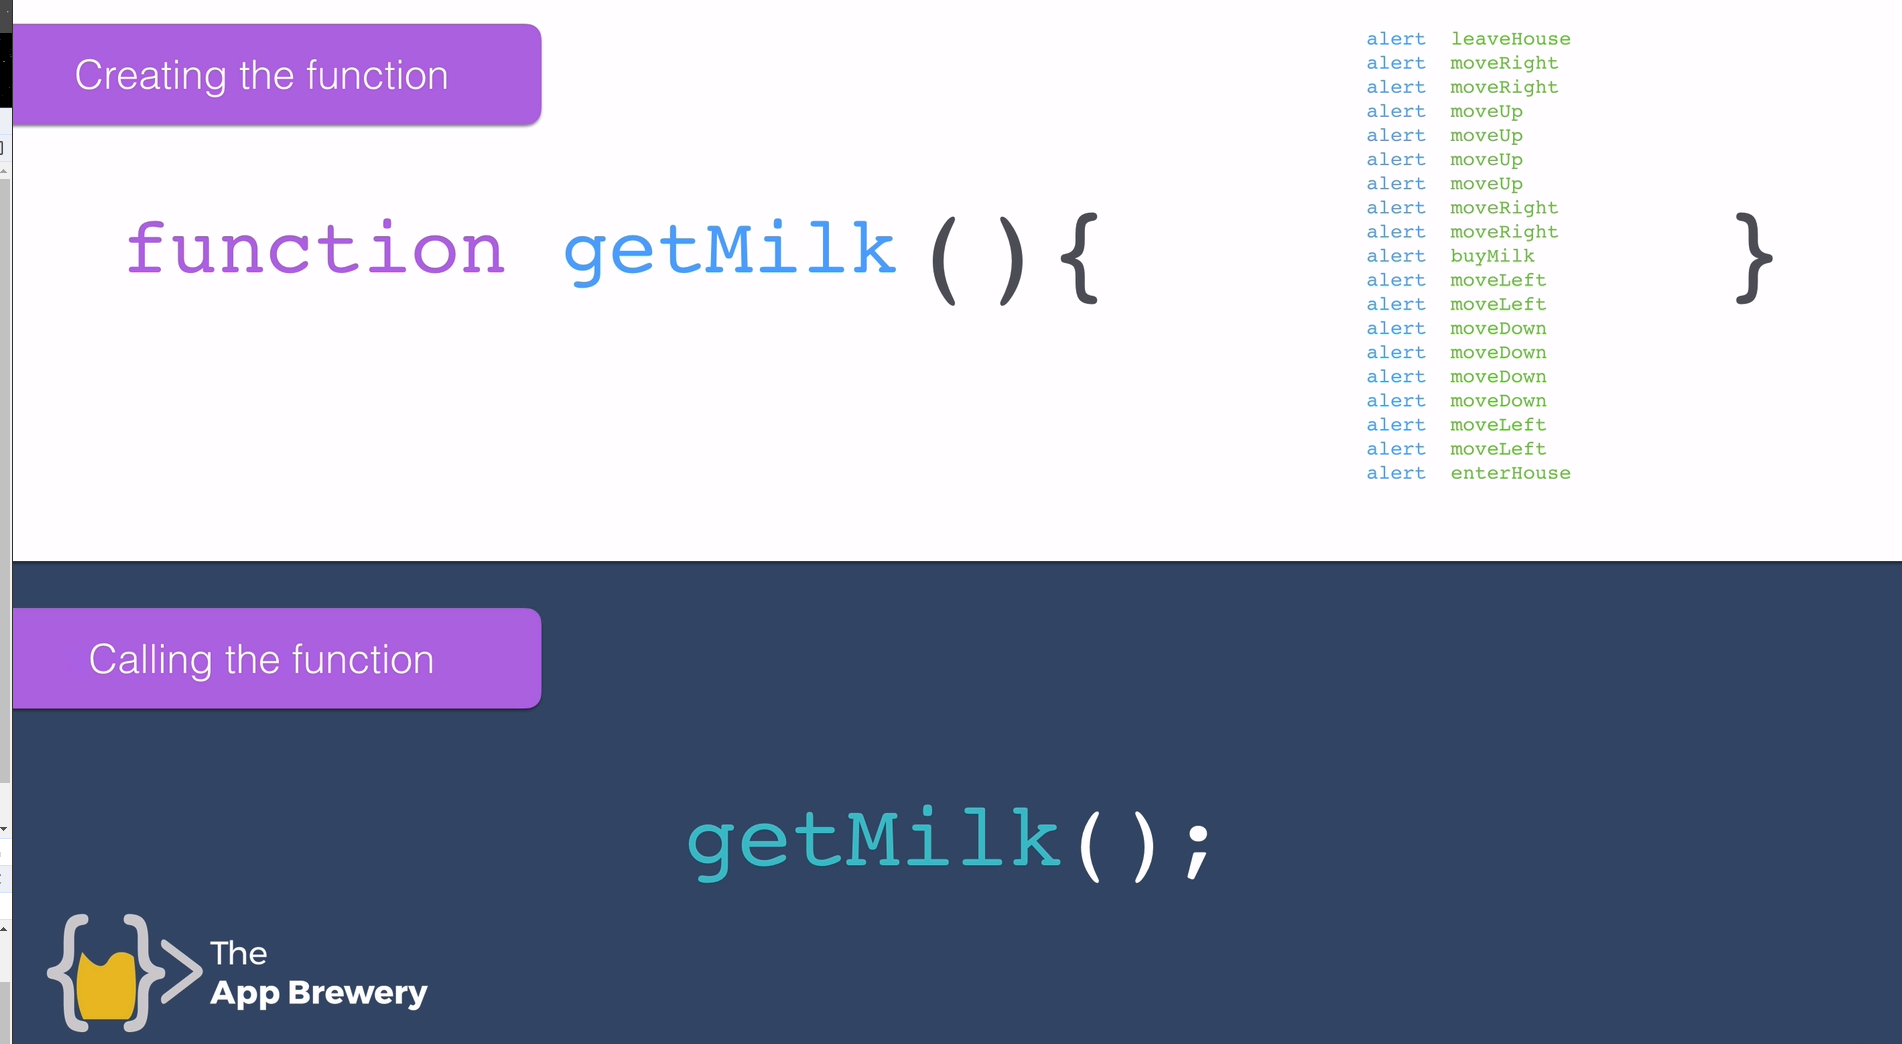 Creating the function
function getMilk(){
alert leaveHouse
alert moveRight
alert moveRight
alert moveUp
alert moveUp
alert moveUp
alert moveUp
alert moveRight
alert moveRight
alert buyMilk
alert moveLeft
alert moveLeft
alert moveDown
alert moveDown
alert moveDown
alert moveDown
alert moveLeft
alert moveLeft
alert enterHouse
}
Calling the function
getMilk();
The
App Brewery